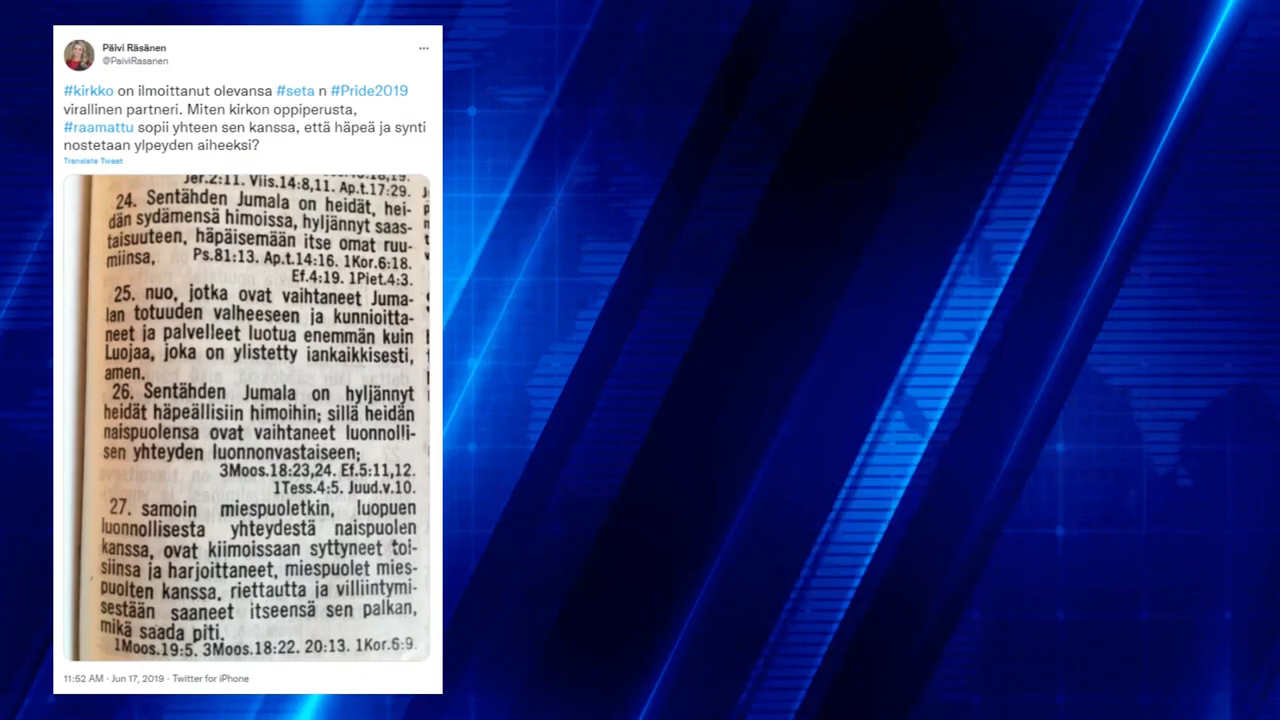 Päivi Räsänen
@PaiviRasanen
#kirkko on ilmoittanut olevansa #seta n #Pride2019
virallinen partneri. Miten kirkon oppiperusta,
#raamattu sopii yhteen sen kanssa, että häpeä ja synti
nostetaan ylpeyden aiheeksi?
Translate Tweet
Jer.2:11. Viis.14:8,11. Ap.t.17:29.
24. Sentähden Jumala on heidät, hei-
dän sydämensä himoissa, hyljännyt saas-
taisuuteen, häpäisemään itse omat ruu-
miinsa, Ps.81:13. Ap.t.14:16. 1Kor.6:18.
Ef.4:19. 1Piet.4:3.
25. nuo, jotka ovat vaihtaneet Juma-
lan totuuden valheeseen ja kunnioitta-
neet ja palvelleet luotua enemmän kuin
Luojaa, joka on ylistetty iankaikkisesti,
amen.
26. Sentähden Jumala on hyljännyt
heidät häpeällisiin himoihin; sillä heidän
naispuolensa ovat vaihtaneet luonnolli-
sen yhteyden luonnonvastaiseen;
3Moos.18:23,24. Ef.5:11,12.
1Tess.4:5. Juud.v.10.
27. samoin miespuoletkin, luopuen
luonnollisesta yhteydestä naispuolen
kanssa, ovat kiimoissaan syttyneet toi-
siinsa ja harjoittaneet, miespuolet mies-
puolten kanssa, riettautta ja villiintymi-
sestään saaneet itseensä sen palkan,
mikä saada piti.
1Moos.19:5. 3Moos.18:22. 20:13. 1Kor.6:9.
11:52 AM · Jun 17, 2019 · Twitter for iPhone